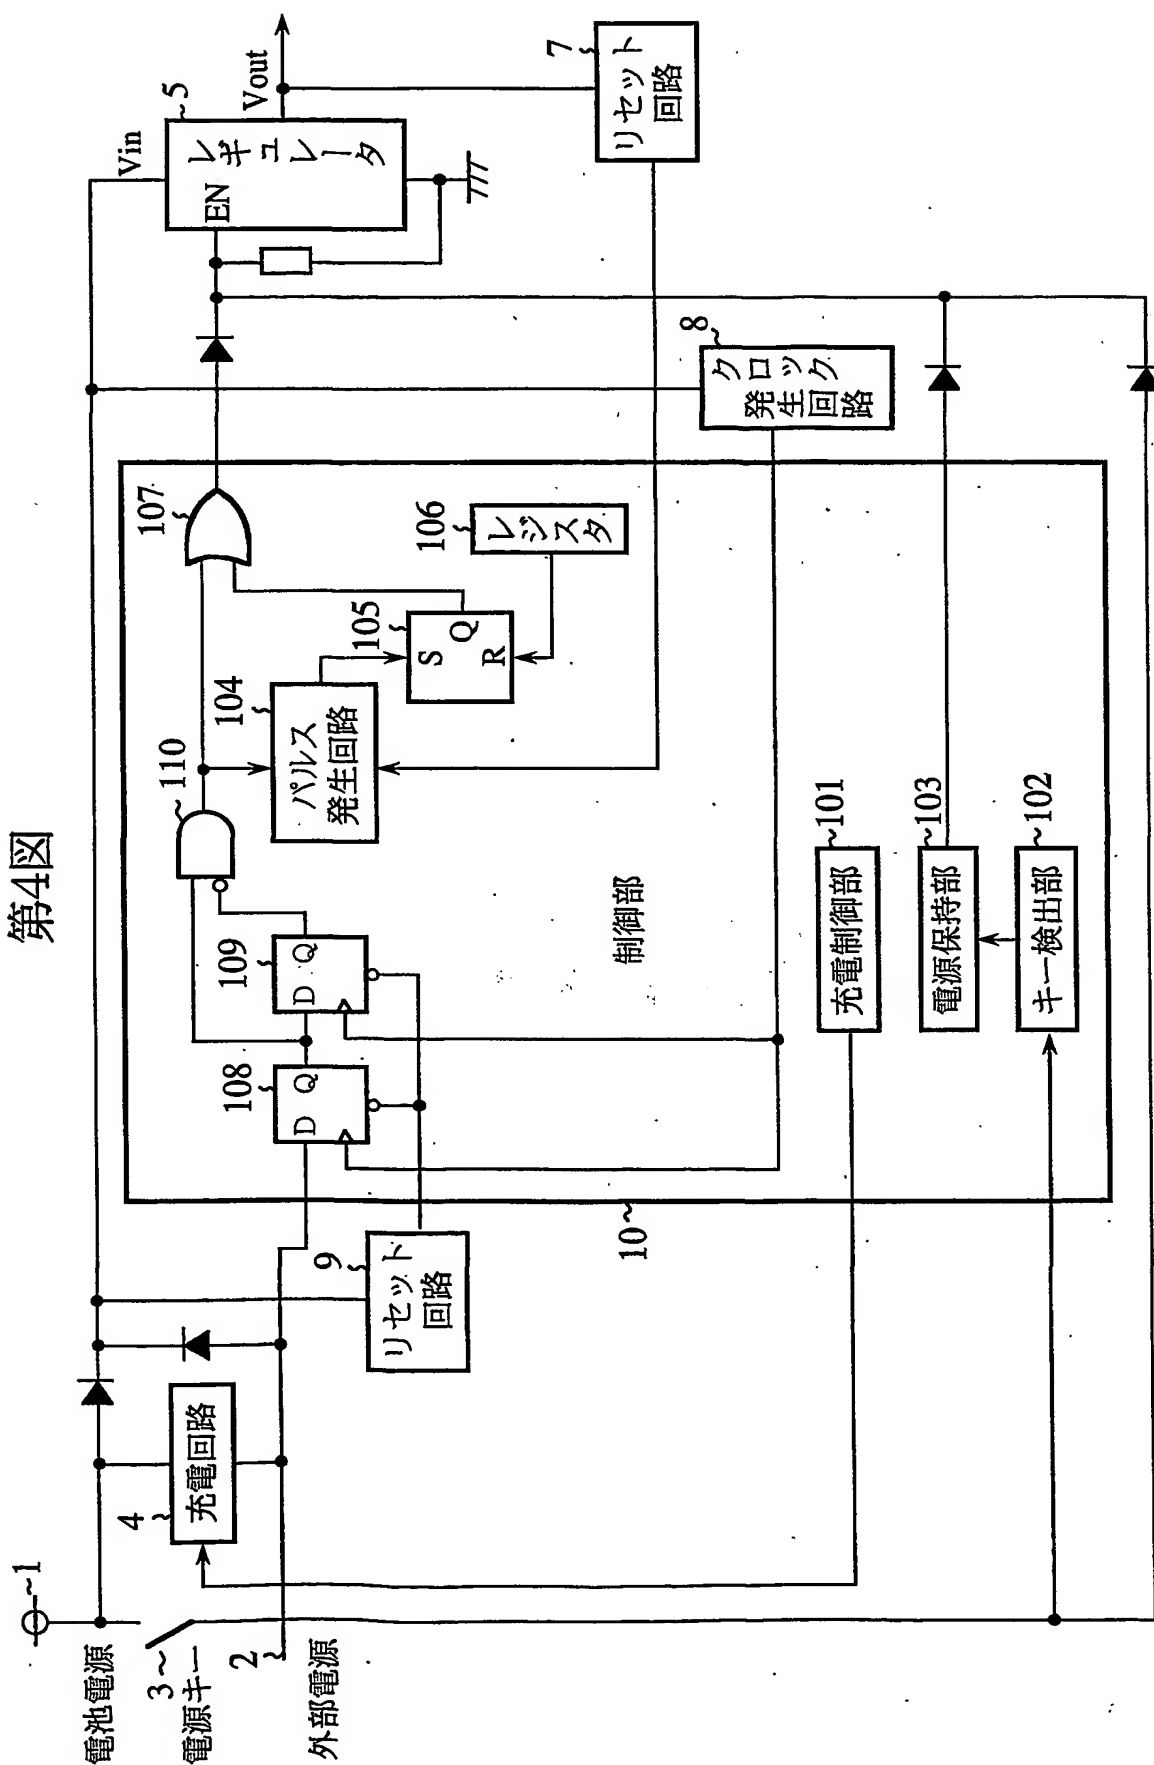 第4図
電池電源
1
3
電源キー
2
外部電源
4
充電回路
9
リセット
回路
10
制御部
108
D Q
109
D Q
110
104
パルス
発生回路
105
S
Q
R
106
レジスタ
107
101
充電制御部
103
電源保持部
102
キー検出部
8
クロック
発生回路
Vin
5
レギュレータ
EN
Vout
7
リセット
回路